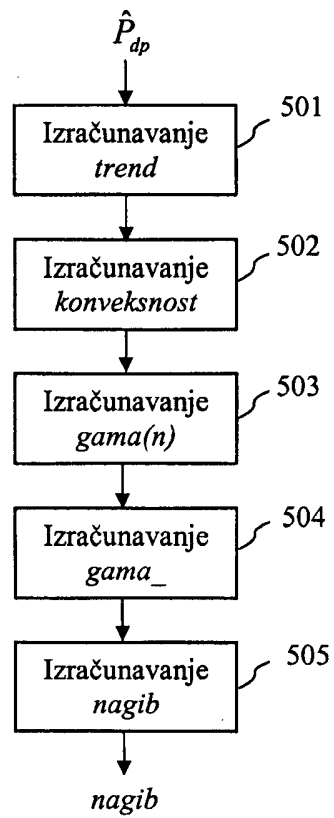 P̂dp
Izračunavanje 501
trend
Izračunavanje 502
konveksnost
Izračunavanje 503
gama(n)
Izračunavanje 504
gama_
Izračunavanje 505
nagib
nagib